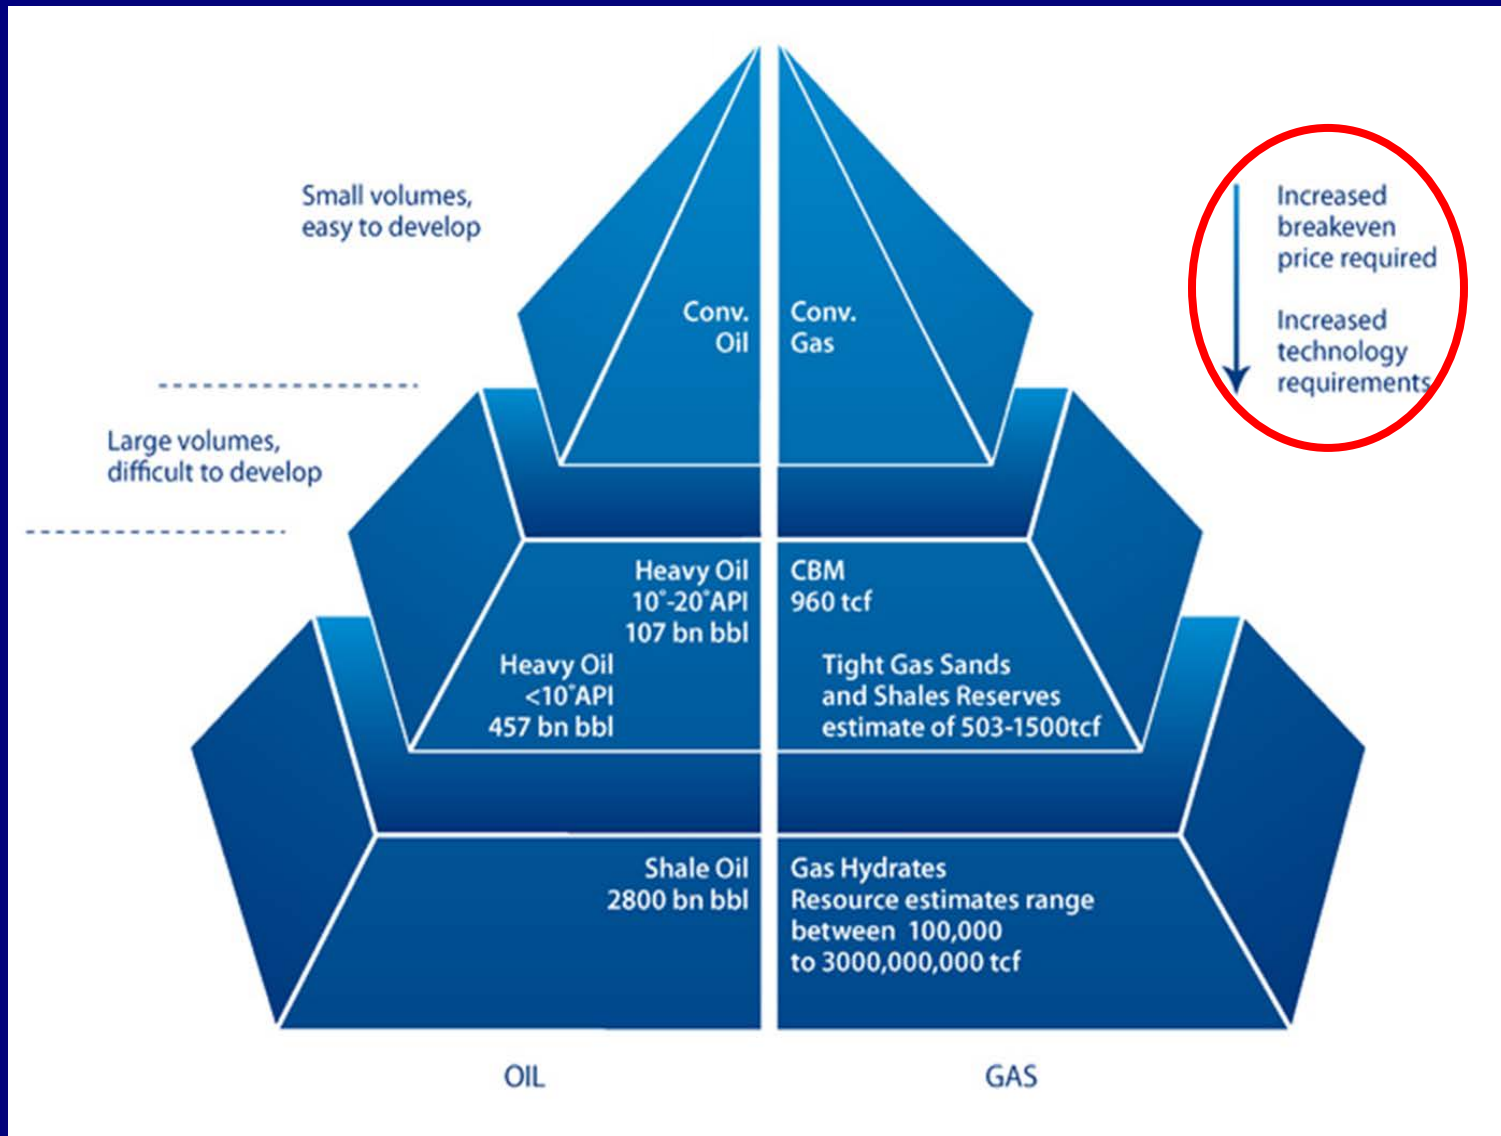 Small volumes,
easy to develop
Increased
breakeven
price required
Increased
technology
requirements
Conv.
Oil
Conv.
Gas
Large volumes,
difficult to develop
Heavy Oil
10°-20°API
107 bn bbl
Heavy Oil
<10°API
457 bn bbl
CBM
960 tcf
Tight Gas Sands
and Shales Reserves
estimate of 503-1500tcf
Shale Oil
2800 bn bbl
Gas Hydrates
Resource estimates range
between 100,000
to 3000,000,000 tcf
OIL
GAS